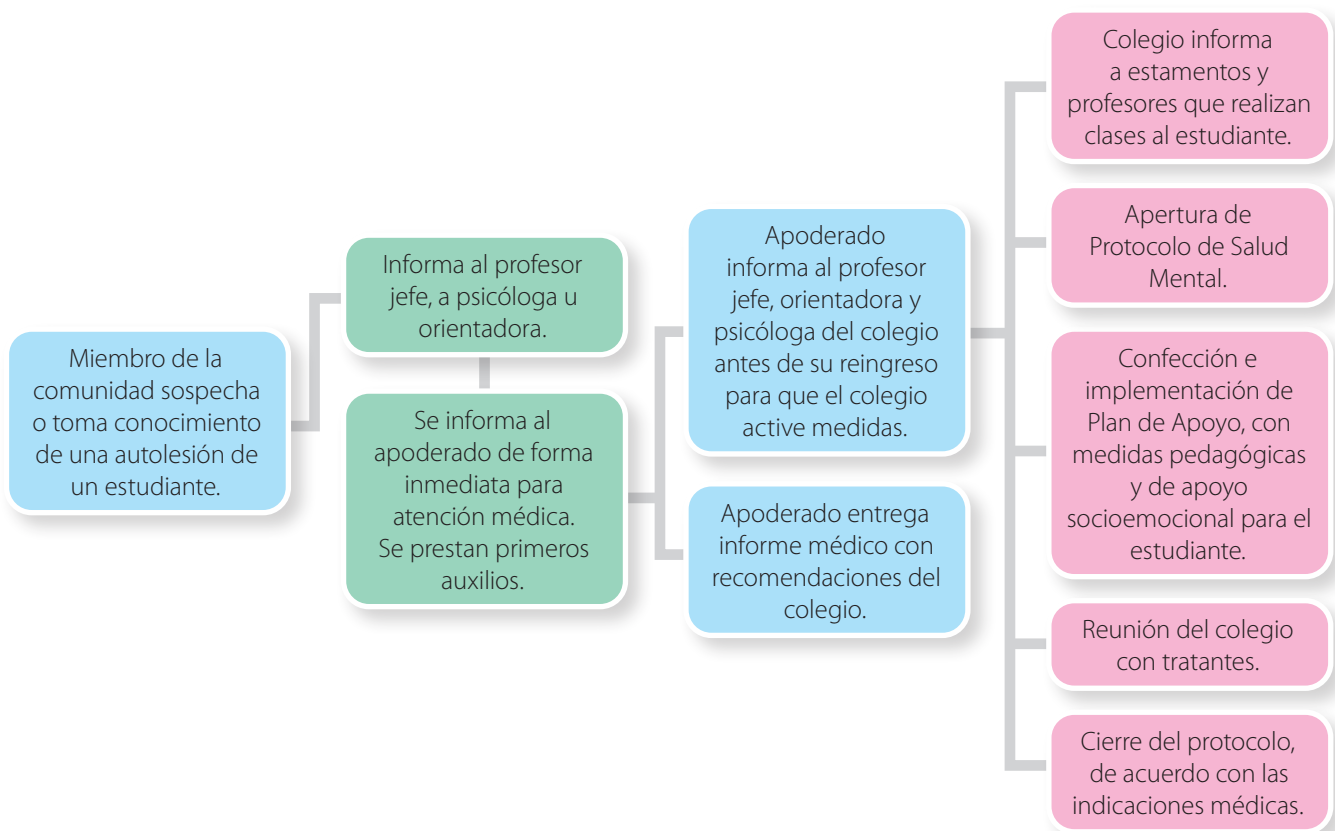 Miembro de la
comunidad sospecha
o toma conocimiento
de una autolesión de
un estudiante.
Informa al profesor
jefe, a psicóloga u
orientadora.
Se informa al
apoderado de forma
inmediata para
atención médica.
Se prestan primeros
auxilios.
Apoderado
informa al profesor
jefe, orientadora y
psicóloga del colegio
antes de su reingreso
para que el colegio
active medidas.
Apoderado entrega
informe médico con
recomendaciones del
colegio.
Colegio informa
a estamentos y
profesores que realizan
clases al estudiante.
Apertura de
Protocolo de Salud
Mental.
Confección e
implementación de
Plan de Apoyo, con
medidas pedagógicas
y de apoyo
socioemocional para el
estudiante.
Reunión del colegio
con tratantes.
Cierre del protocolo,
de acuerdo con las
indicaciones médicas.